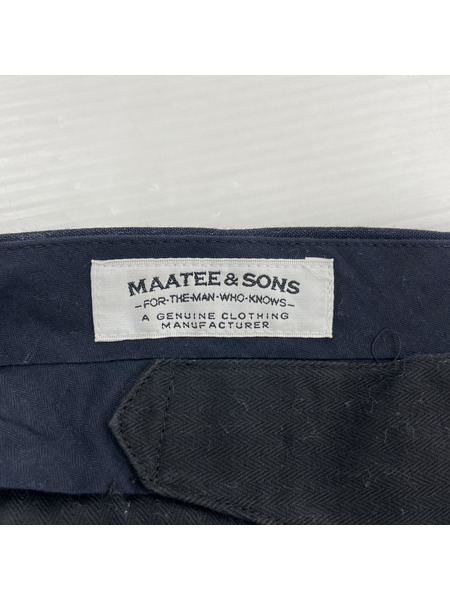 MAATEE & SONS
-FOR·THE·MAN·WHO·KNOWS-
A GENUINE CLOTHING
MANUFACTURER